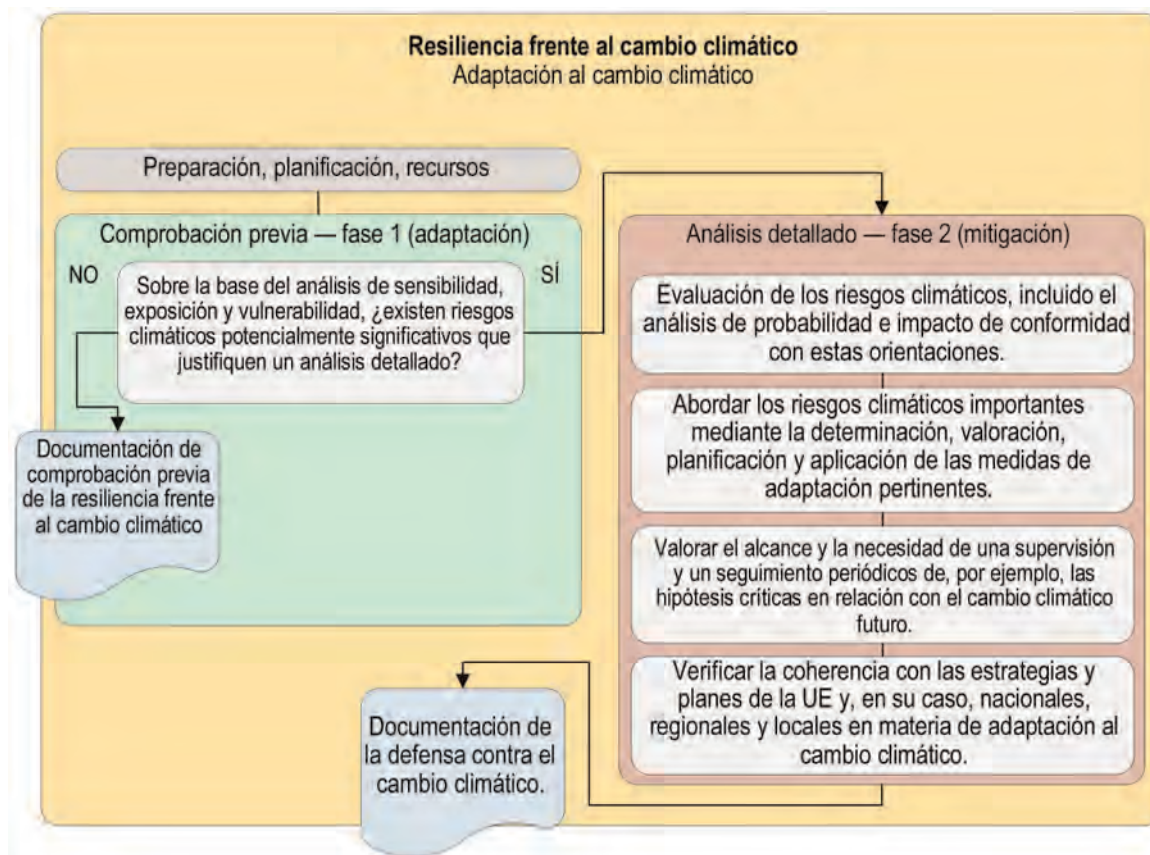 Resiliencia frente al cambio climático
Adaptación al cambio climático
Preparación, planificación, recursos
Comprobación previa — fase 1 (adaptación)
NO
SÍ
Sobre la base del análisis de sensibilidad,
exposición y vulnerabilidad, ¿existen riesgos
climáticos potencialmente significativos que
justifiquen un análisis detallado?
Documentación de
comprobación previa
de la resiliencia frente
al cambio climático
Análisis detallado — fase 2 (mitigación)
Evaluación de los riesgos climáticos, incluido el
análisis de probabilidad e impacto de conformidad
con estas orientaciones.
Abordar los riesgos climáticos importantes
mediante la determinación, valoración,
planificación y aplicación de las medidas de
adaptación pertinentes.
Valorar el alcance y la necesidad de una supervisión
y un seguimiento periódicos de, por ejemplo, las
hipótesis críticas en relación con el cambio climático
futuro.
Verificar la coherencia con las estrategias y
planes de la UE y, en su caso, nacionales,
regionales y locales en materia de adaptación al
cambio climático.
Documentación de
la defensa contra el
cambio climático.